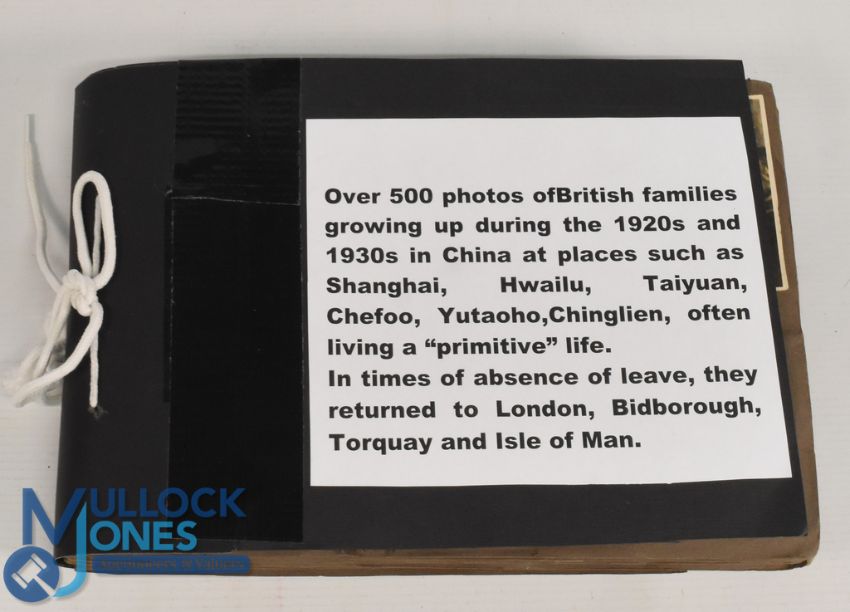 Over 500 photos ofBritish families
growing up during the 1920s and
1930s in China at places such as
Shanghai, Hwailu, Taiyuan,
Chefoo, Yutaoho,Chinglien, often
living a “primitive” life.
In times of absence of leave, they
returned to London, Bidborough,
Torquay and Isle of Man.
MULLOCK
JONES
Auctioneers & Valuers